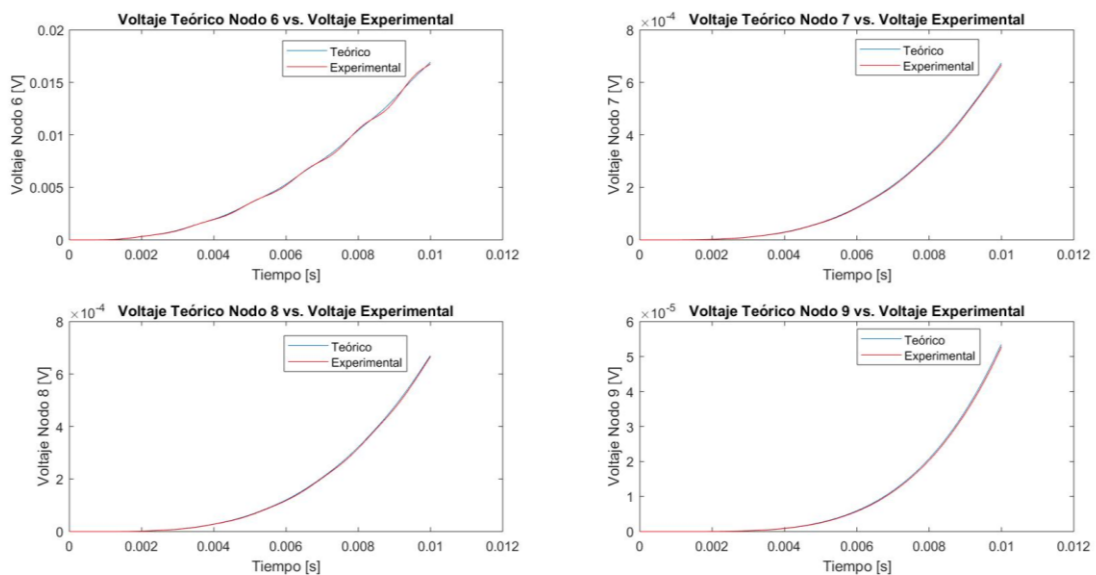 Voltaje Teórico Nodo 6 vs. Voltaje Experimental
0.02
0.015
0.01
0.005
0
Voltaje Nodo 6 [V]
Teórico
Experimental
0 0.002 0.004 0.006 0.008 0.01 0.012
Tiempo [s]
Voltaje Teórico Nodo 7 vs. Voltaje Experimental
×10⁻⁴
8
6
4
2
0
Voltaje Nodo 7 [V]
Teórico
Experimental
0 0.002 0.004 0.006 0.008 0.01 0.012
Tiempo [s]
Voltaje Teórico Nodo 8 vs. Voltaje Experimental
×10⁻⁴
8
6
4
2
0
Voltaje Nodo 8 [V]
Teórico
Experimental
0 0.002 0.004 0.006 0.008 0.01 0.012
Tiempo [s]
Voltaje Teórico Nodo 9 vs. Voltaje Experimental
×10⁻⁵
6
5
4
3
2
1
0
Voltaje Nodo 9 [V]
Teórico
Experimental
0 0.002 0.004 0.006 0.008 0.01 0.012
Tiempo [s]